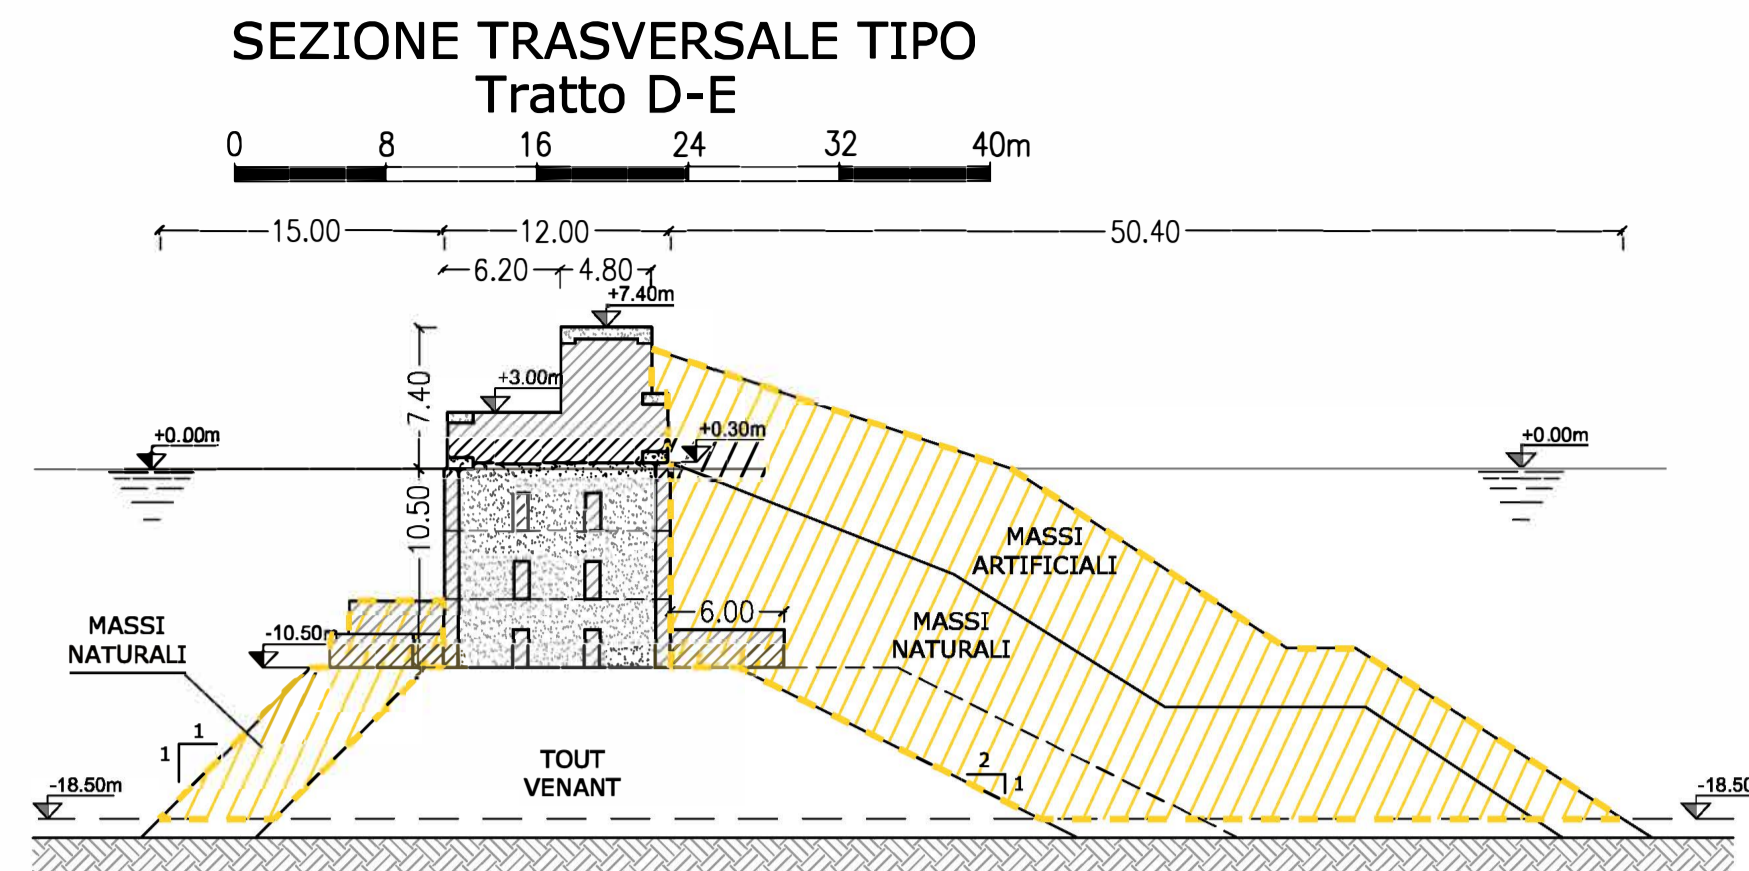 SEZIONE TRASVERSALE TIPO
Tratto D-E
0 8 16 24 32 40m
15.00 12.00 50.40
6.20 4.80
+7.40m
7.40
+3.00m
+0.00m
+0.30m
+0.00m
10.50
MASSI
ARTIFICIALI
6.00
MASSI
NATURALI
MASSI
NATURALI
-10.50m
1
1
TOUT
VENANT
2
1
-18.50m
-18.50